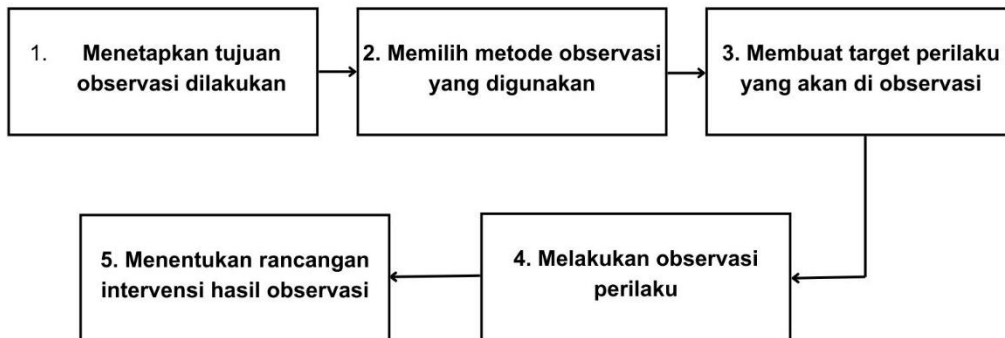 1. Menetapkan tujuan
observasi dilakukan
2. Memilih metode observasi
yang digunakan
3. Membuat target perilaku
yang akan di observasi
4. Melakukan observasi
perilaku
5. Menentukan rancangan
intervensi hasil observasi